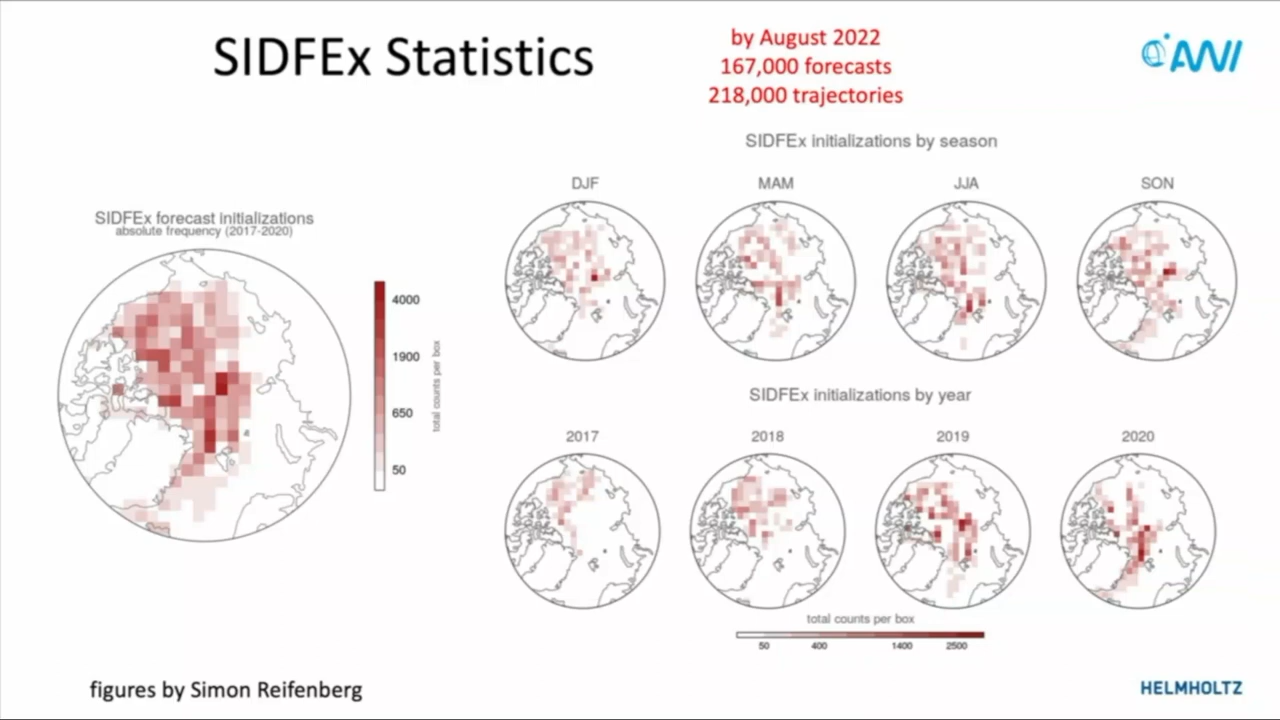 SIDFEx Statistics
by August 2022
167,000 forecasts
218,000 trajectories
AWI
SIDFEx initializations by season
DJF
MAM
JJA
SON
SIDFEx forecast initializations
absolute frequency (2017-2020)
4000
1900
650
50
total counts per box
SIDFEx initializations by year
2017
2018
2019
2020
total counts per box
50
400
1400
2500
figures by Simon Reifenberg
HELMHOLTZ